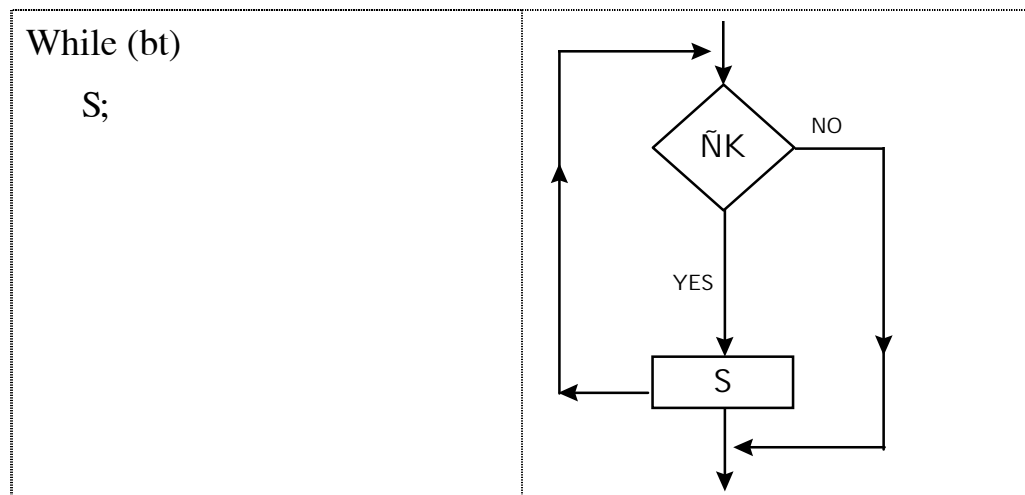 While (bt)
S;
ÑK
NO
YES
S